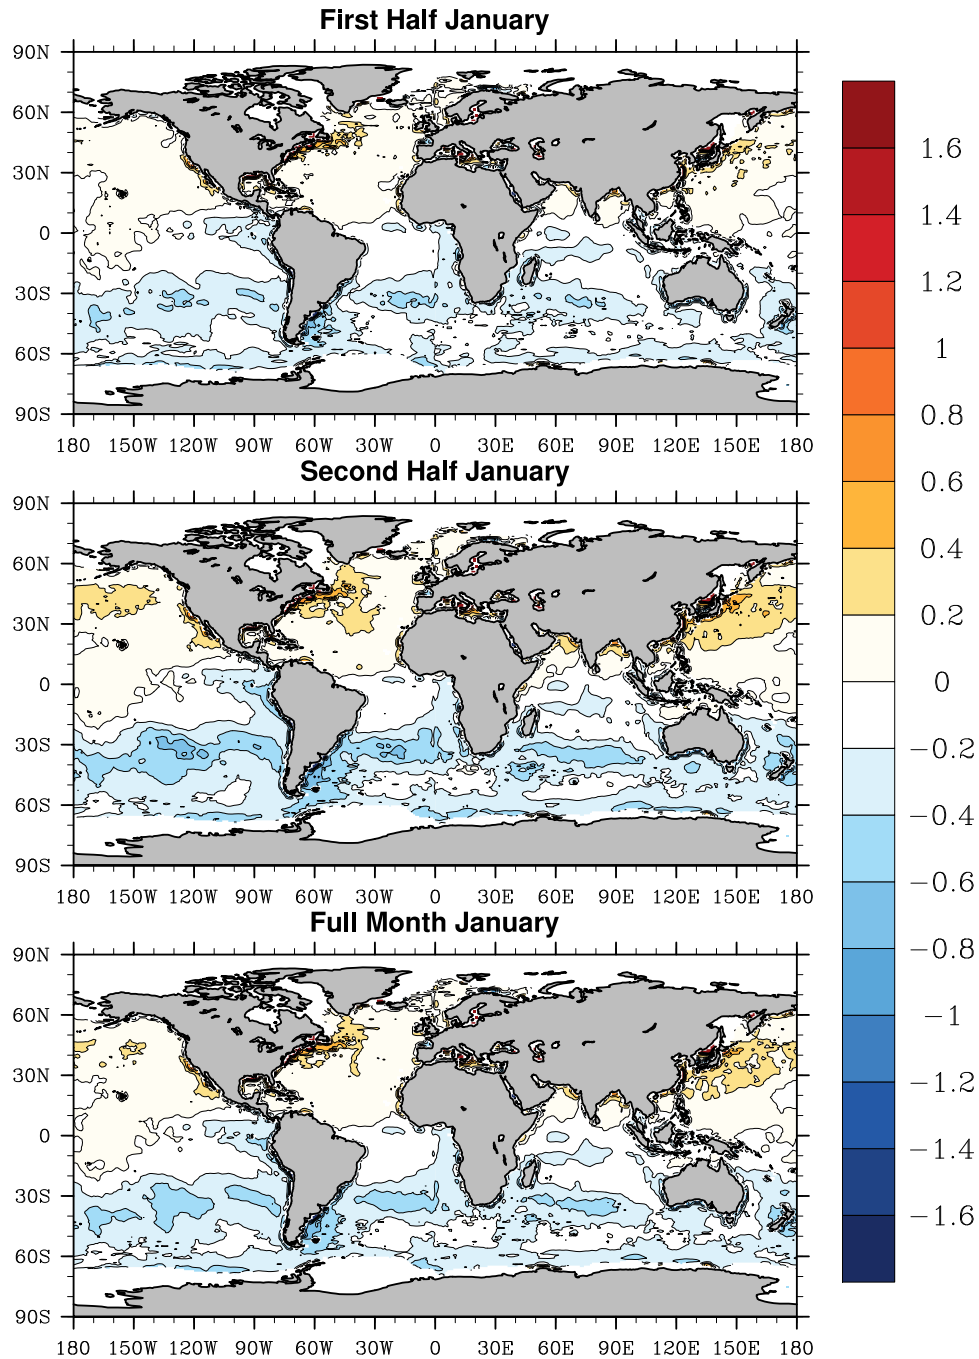 First Half January
90N
60N
30N
0
30S
60S
90S
180 150W 120W 90W 60W 30W 0 30E 60E 90E 120E 150E 180
Second Half January
90N
60N
30N
0
30S
60S
90S
180 150W 120W 90W 60W 30W 0 30E 60E 90E 120E 150E 180
Full Month January
90N
60N
30N
0
30S
60S
90S
180 150W 120W 90W 60W 30W 0 30E 60E 90E 120E 150E 180
1.6
1.4
1.2
1
0.8
0.6
0.4
0.2
0
−0.2
−0.4
−0.6
−0.8
−1
−1.2
−1.4
−1.6